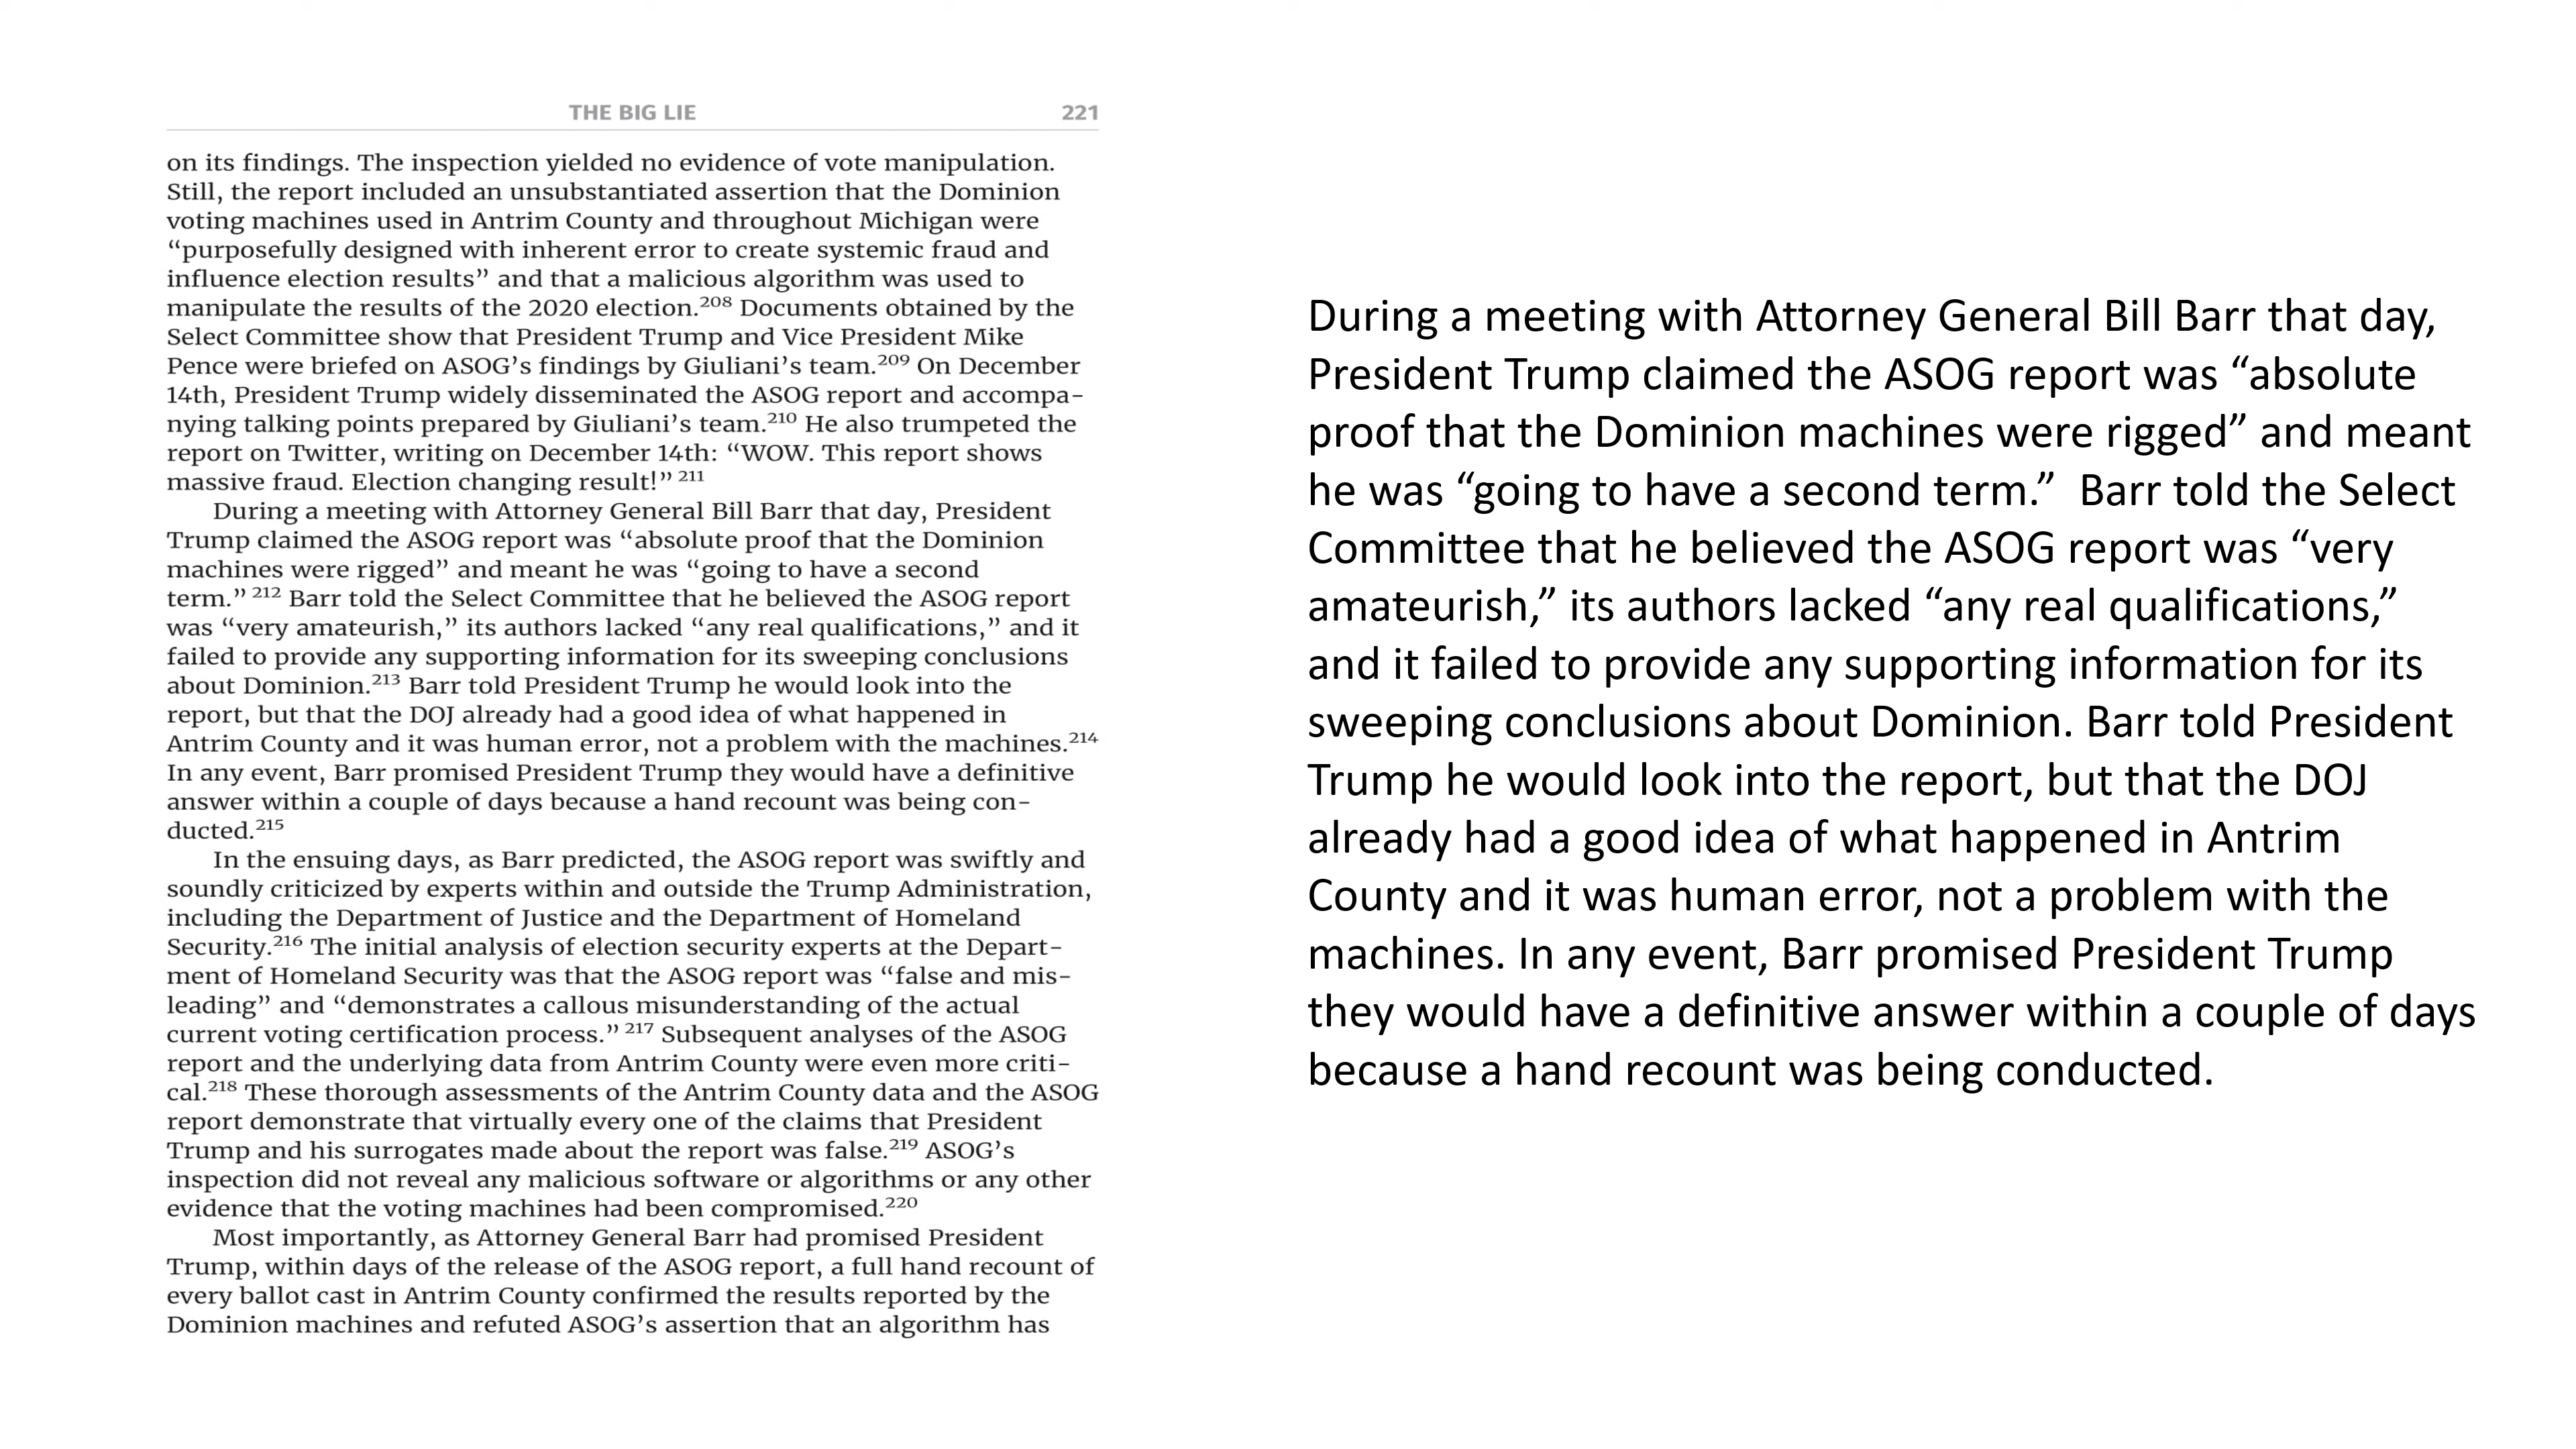 THE BIG LIE 221
on its findings. The inspection yielded no evidence of vote manipulation.
Still, the report included an unsubstantiated assertion that the Dominion
voting machines used in Antrim County and throughout Michigan were
“purposefully designed with inherent error to create systemic fraud and
influence election results” and that a malicious algorithm was used to
manipulate the results of the 2020 election.²⁰⁸ Documents obtained by the
Select Committee show that President Trump and Vice President Mike
Pence were briefed on ASOG’s findings by Giuliani’s team.²⁰⁹ On December
14th, President Trump widely disseminated the ASOG report and accompa-
nying talking points prepared by Giuliani’s team.²¹⁰ He also trumpeted the
report on Twitter, writing on December 14th: “WOW. This report shows
massive fraud. Election changing result!” ²¹¹
During a meeting with Attorney General Bill Barr that day, President
Trump claimed the ASOG report was “absolute proof that the Dominion
machines were rigged” and meant he was “going to have a second
term.” ²¹² Barr told the Select Committee that he believed the ASOG report
was “very amateurish,” its authors lacked “any real qualifications,” and it
failed to provide any supporting information for its sweeping conclusions
about Dominion.²¹³ Barr told President Trump he would look into the
report, but that the DOJ already had a good idea of what happened in
Antrim County and it was human error, not a problem with the machines.²¹⁴
In any event, Barr promised President Trump they would have a definitive
answer within a couple of days because a hand recount was being con-
ducted.²¹⁵
In the ensuing days, as Barr predicted, the ASOG report was swiftly and
soundly criticized by experts within and outside the Trump Administration,
including the Department of Justice and the Department of Homeland
Security.²¹⁶ The initial analysis of election security experts at the Depart-
ment of Homeland Security was that the ASOG report was “false and mis-
leading” and “demonstrates a callous misunderstanding of the actual
current voting certification process.” ²¹⁷ Subsequent analyses of the ASOG
report and the underlying data from Antrim County were even more criti-
cal.²¹⁸ These thorough assessments of the Antrim County data and the ASOG
report demonstrate that virtually every one of the claims that President
Trump and his surrogates made about the report was false.²¹⁹ ASOG’s
inspection did not reveal any malicious software or algorithms or any other
evidence that the voting machines had been compromised.²²⁰
Most importantly, as Attorney General Barr had promised President
Trump, within days of the release of the ASOG report, a full hand recount of
every ballot cast in Antrim County confirmed the results reported by the
Dominion machines and refuted ASOG’s assertion that an algorithm has
During a meeting with Attorney General Bill Barr that day,
President Trump claimed the ASOG report was “absolute
proof that the Dominion machines were rigged” and meant
he was “going to have a second term.”  Barr told the Select
Committee that he believed the ASOG report was “very
amateurish,” its authors lacked “any real qualifications,”
and it failed to provide any supporting information for its
sweeping conclusions about Dominion. Barr told President
Trump he would look into the report, but that the DOJ
already had a good idea of what happened in Antrim
County and it was human error, not a problem with the
machines. In any event, Barr promised President Trump
they would have a definitive answer within a couple of days
because a hand recount was being conducted.